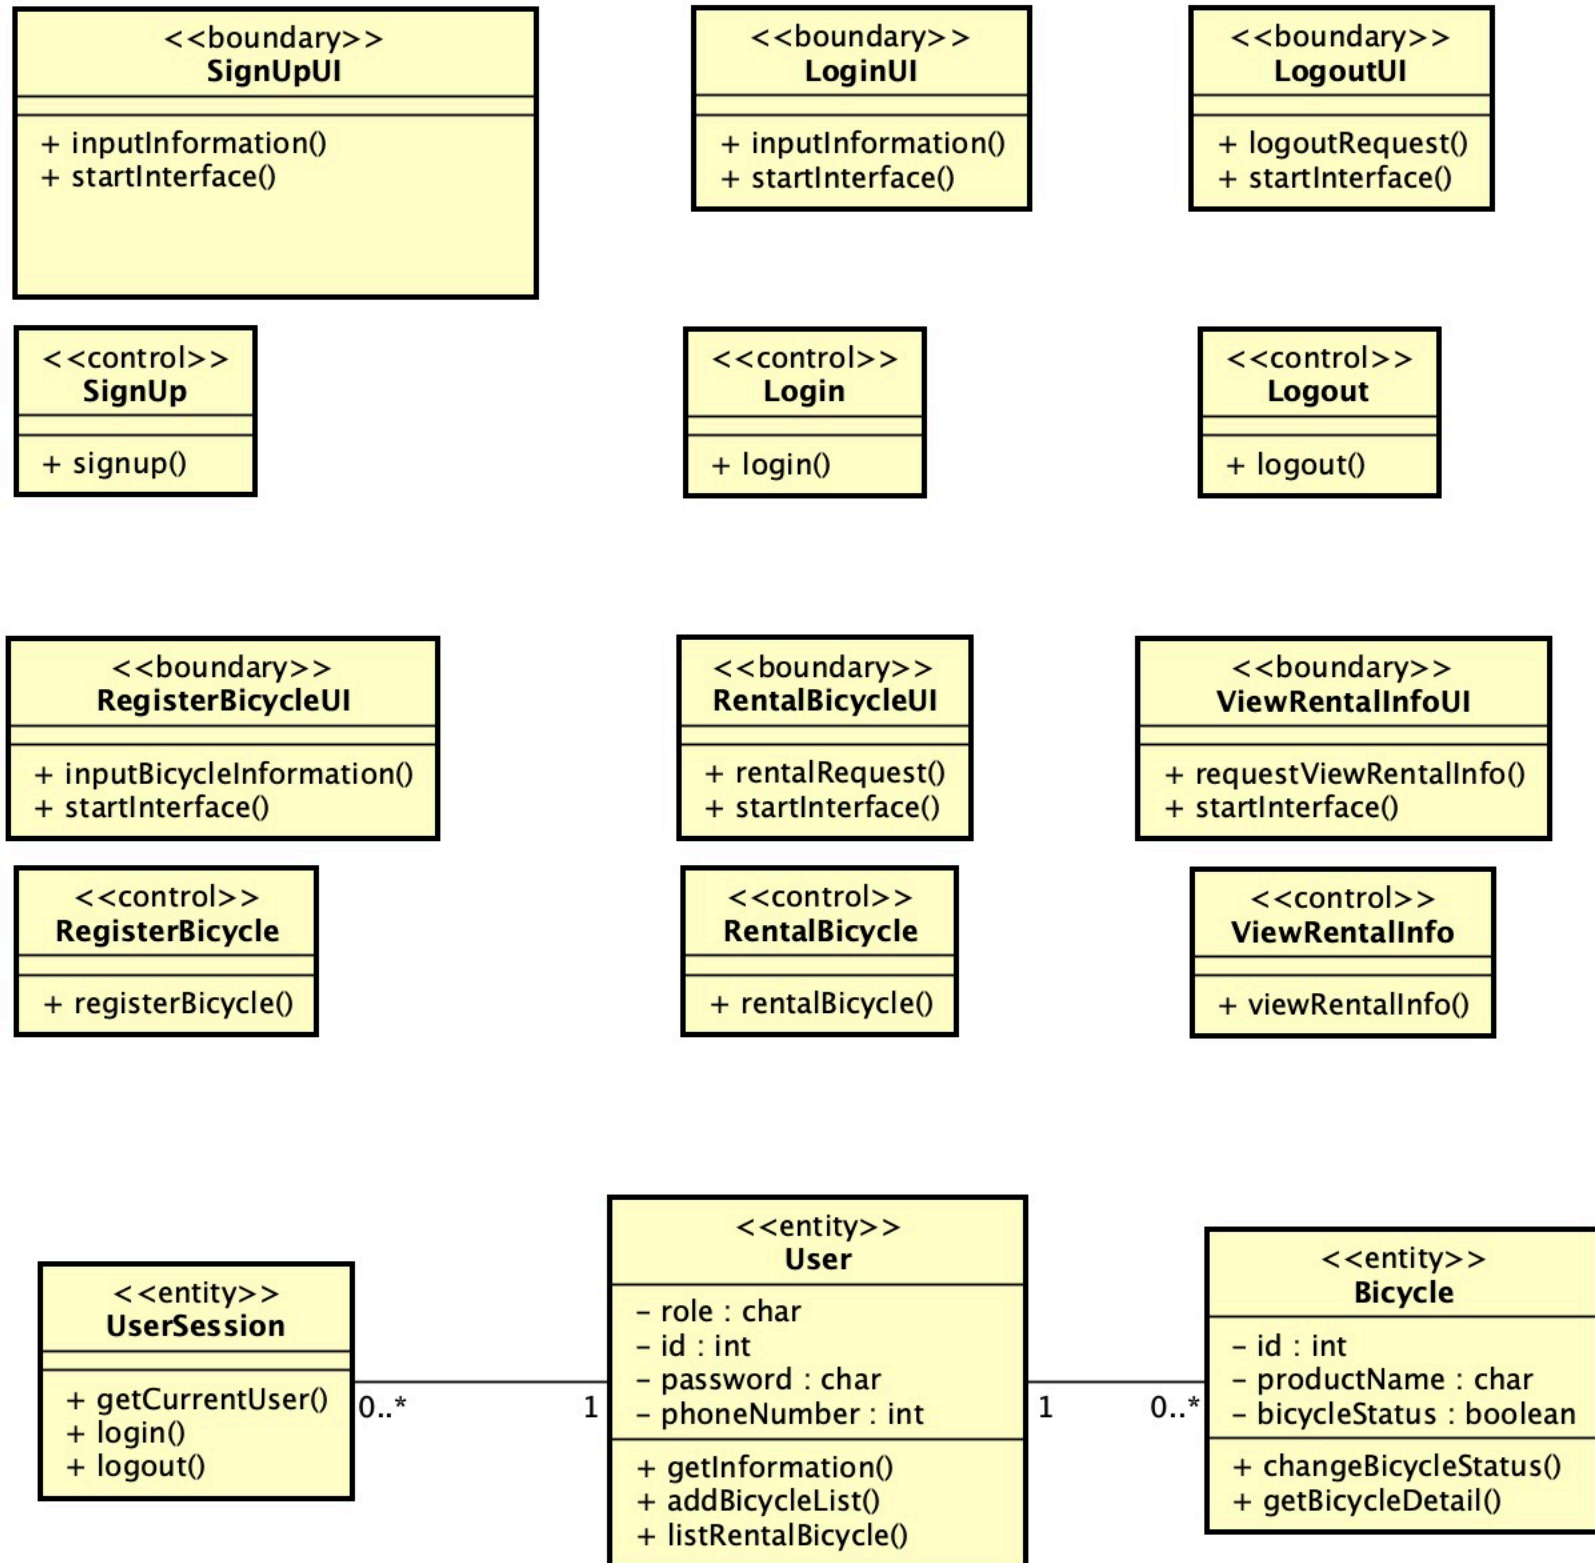 <<boundary>>
SignUpUI
+ inputInformation()
+ startInterface()
<<boundary>>
LoginUI
+ inputInformation()
+ startInterface()
<<boundary>>
LogoutUI
+ logoutRequest()
+ startInterface()
<<control>>
SignUp
+ signup()
<<control>>
Login
+ login()
<<control>>
Logout
+ logout()
<<boundary>>
RegisterBicycleUI
+ inputBicycleInformation()
+ startInterface()
<<boundary>>
RentalBicycleUI
+ rentalRequest()
+ startInterface()
<<boundary>>
ViewRentalInfoUI
+ requestViewRentalInfo()
+ startInterface()
<<control>>
RegisterBicycle
+ registerBicycle()
<<control>>
RentalBicycle
+ rentalBicycle()
<<control>>
ViewRentalInfo
+ viewRentalInfo()
<<entity>>
UserSession
+ getCurrentUser()
+ login()
+ logout()
0..*
1
<<entity>>
User
- role : char
- id : int
- password : char
- phoneNumber : int
+ getInformation()
+ addBicycleList()
+ listRentalBicycle()
1
0..*
<<entity>>
Bicycle
- id : int
- productName : char
- bicycleStatus : boolean
+ changeBicycleStatus()
+ getBicycleDetail()